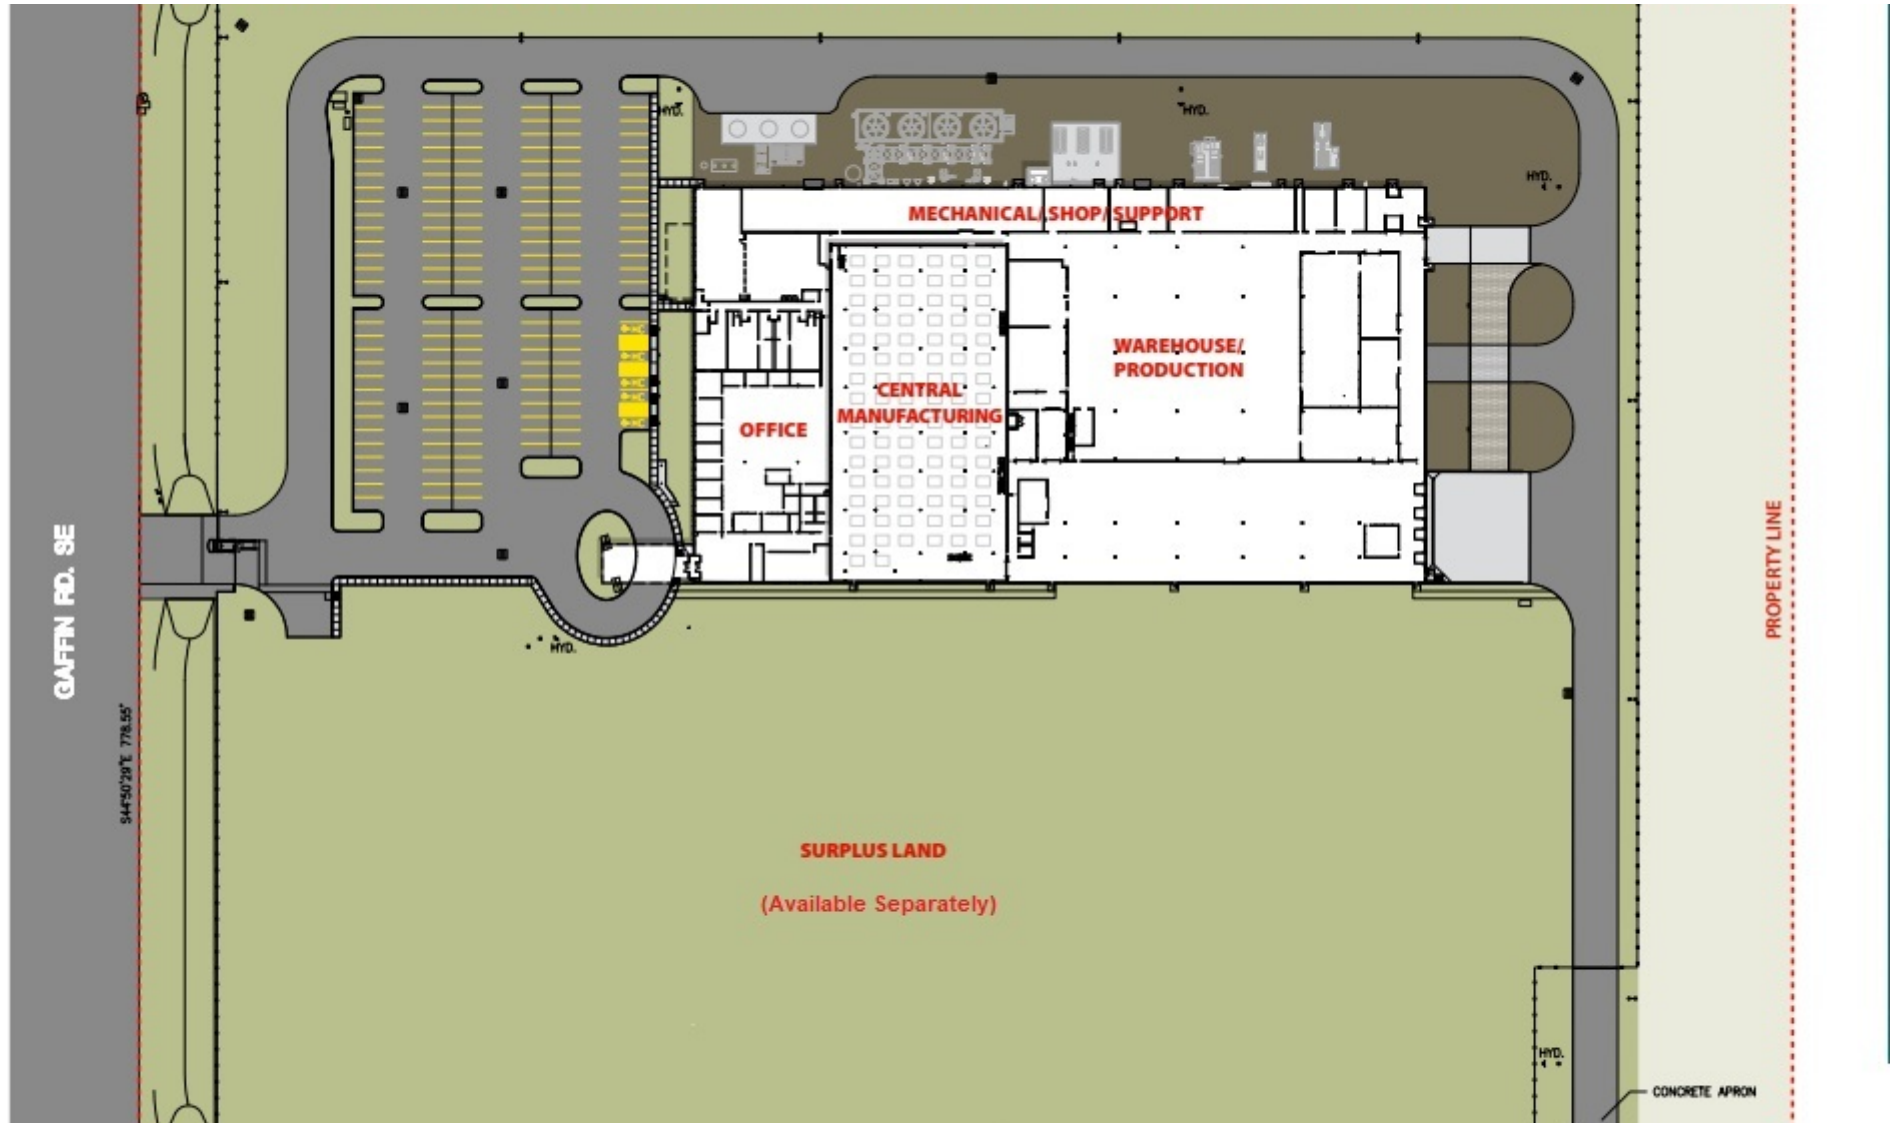 HYD.
HYD.
HYD.
MECHANICAL/ SHOP/ SUPPORT
WAREHOUSE/
PRODUCTION
CENTRAL
MANUFACTURING
OFFICE
GAFFIN RD. SE
PROPERTY LINE
HYD.
S44°50'29"E 778.55'
SURPLUS LAND
(Available Separately)
HYD.
CONCRETE APRON